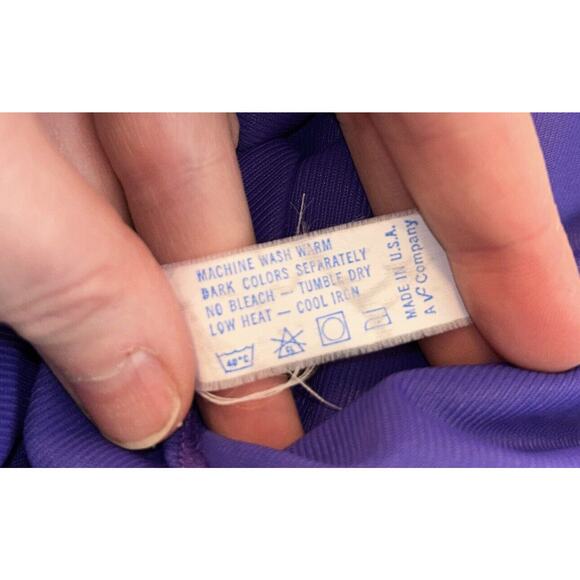 MACHINE WASH WARM
DARK COLORS SEPARATELY
NO BLEACH — TUMBLE DRY
LOW HEAT — COOL IRON
40°C
CL
MADE IN U.S.A.
A VF Company